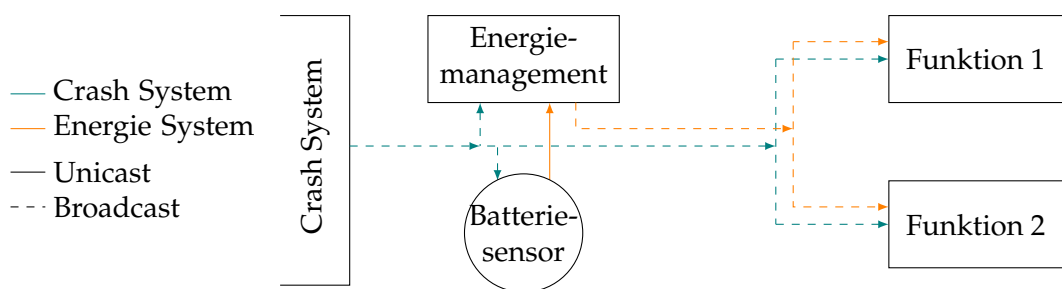 Crash System
Energie System
Unicast
Broadcast
Crash System
Energie-
management
Batterie-
sensor
Funktion 1
Funktion 2